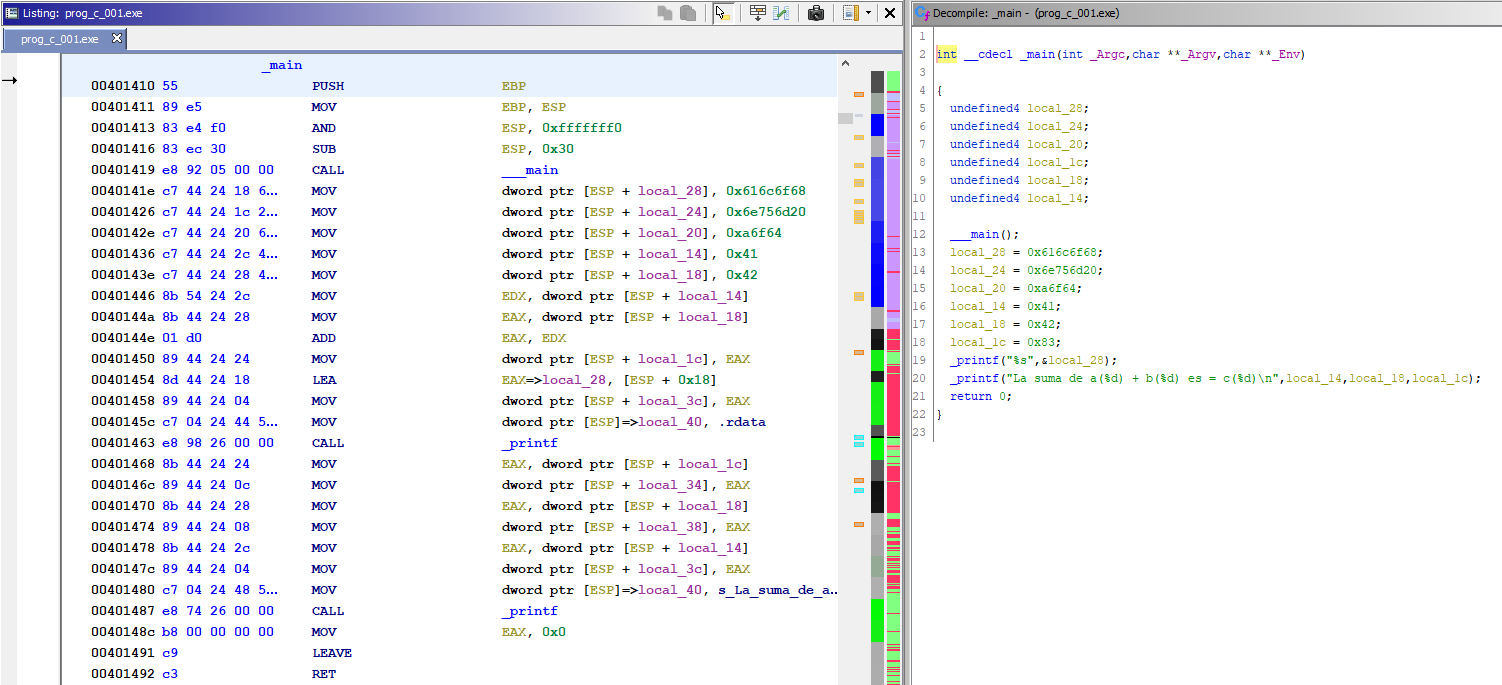 Listing: prog_c_001.exe
prog_c_001.exe
_main
00401410 55 PUSH EBP
00401411 89 e5 MOV EBP, ESP
00401413 83 e4 f0 AND ESP, 0xfffffff0
00401416 83 ec 30 SUB ESP, 0x30
00401419 e8 92 05 00 00 CALL ___main
0040141e c7 44 24 18 6... MOV dword ptr [ESP + local_28], 0x616c6f68
00401426 c7 44 24 1c 2... MOV dword ptr [ESP + local_24], 0x6e756d20
0040142e c7 44 24 20 6... MOV dword ptr [ESP + local_20], 0xa6f64
00401436 c7 44 24 2c 4... MOV dword ptr [ESP + local_14], 0x41
0040143e c7 44 24 28 4... MOV dword ptr [ESP + local_18], 0x42
00401446 8b 54 24 2c MOV EDX, dword ptr [ESP + local_14]
0040144a 8b 44 24 28 MOV EAX, dword ptr [ESP + local_18]
0040144e 01 d0 ADD EAX, EDX
00401450 89 44 24 24 MOV dword ptr [ESP + local_1c], EAX
00401454 8d 44 24 18 LEA EAX=>local_28, [ESP + 0x18]
00401458 89 44 24 04 MOV dword ptr [ESP + local_3c], EAX
0040145c c7 04 24 44 5... MOV dword ptr [ESP]=>local_40, .rdata
00401463 e8 98 26 00 00 CALL _printf
00401468 8b 44 24 24 MOV EAX, dword ptr [ESP + local_1c]
0040146c 89 44 24 0c MOV dword ptr [ESP + local_34], EAX
00401470 8b 44 24 28 MOV EAX, dword ptr [ESP + local_18]
00401474 89 44 24 08 MOV dword ptr [ESP + local_38], EAX
00401478 8b 44 24 2c MOV EAX, dword ptr [ESP + local_14]
0040147c 89 44 24 04 MOV dword ptr [ESP + local_3c], EAX
00401480 c7 04 24 48 5... MOV dword ptr [ESP]=>local_40, s_La_suma_de_a...
00401487 e8 74 26 00 00 CALL _printf
0040148c b8 00 00 00 00 MOV EAX, 0x0
00401491 c9 LEAVE
00401492 c3 RET
Decompile: _main - (prog_c_001.exe)
1
2 int __cdecl _main(int _Argc,char **_Argv,char **_Env)
3
4 {
5 undefined4 local_28;
6 undefined4 local_24;
7 undefined4 local_20;
8 undefined4 local_1c;
9 undefined4 local_18;
10 undefined4 local_14;
11
12 ___main();
13 local_28 = 0x616c6f68;
14 local_24 = 0x6e756d20;
15 local_20 = 0xa6f64;
16 local_14 = 0x41;
17 local_18 = 0x42;
18 local_1c = 0x83;
19 _printf("%s",&local_28);
20 _printf("La suma de a(%d) + b(%d) es = c(%d)\n",local_14,local_18,local_1c);
21 return 0;
22 }
23